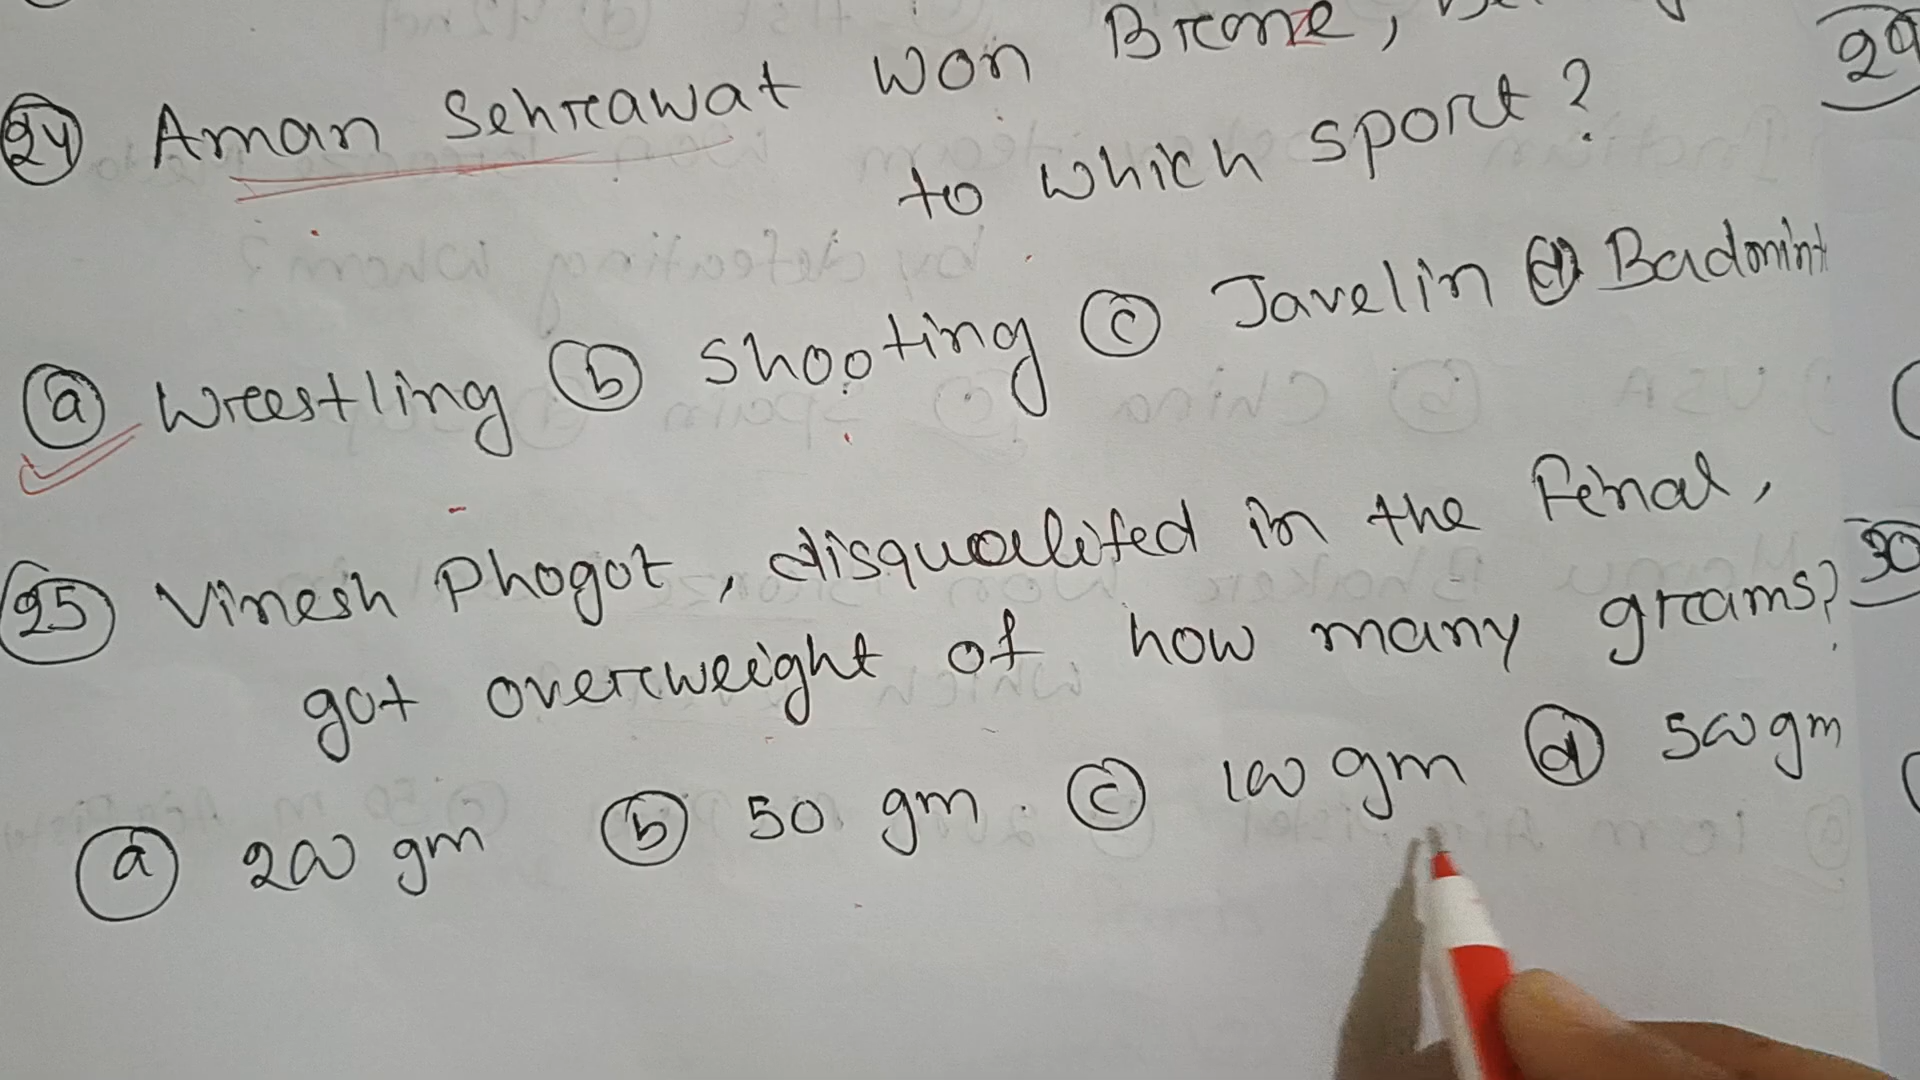 24 Aman Sehrawat won Bronze,
to which sport?
a Wrestling b Shooting c Javelin d Badmint
25 Vinesh Phogot, disqualifed in the Final,
got overweight of how many grams?
a 200 gm b 50 gm c 100 gm d 500 gm
29
30